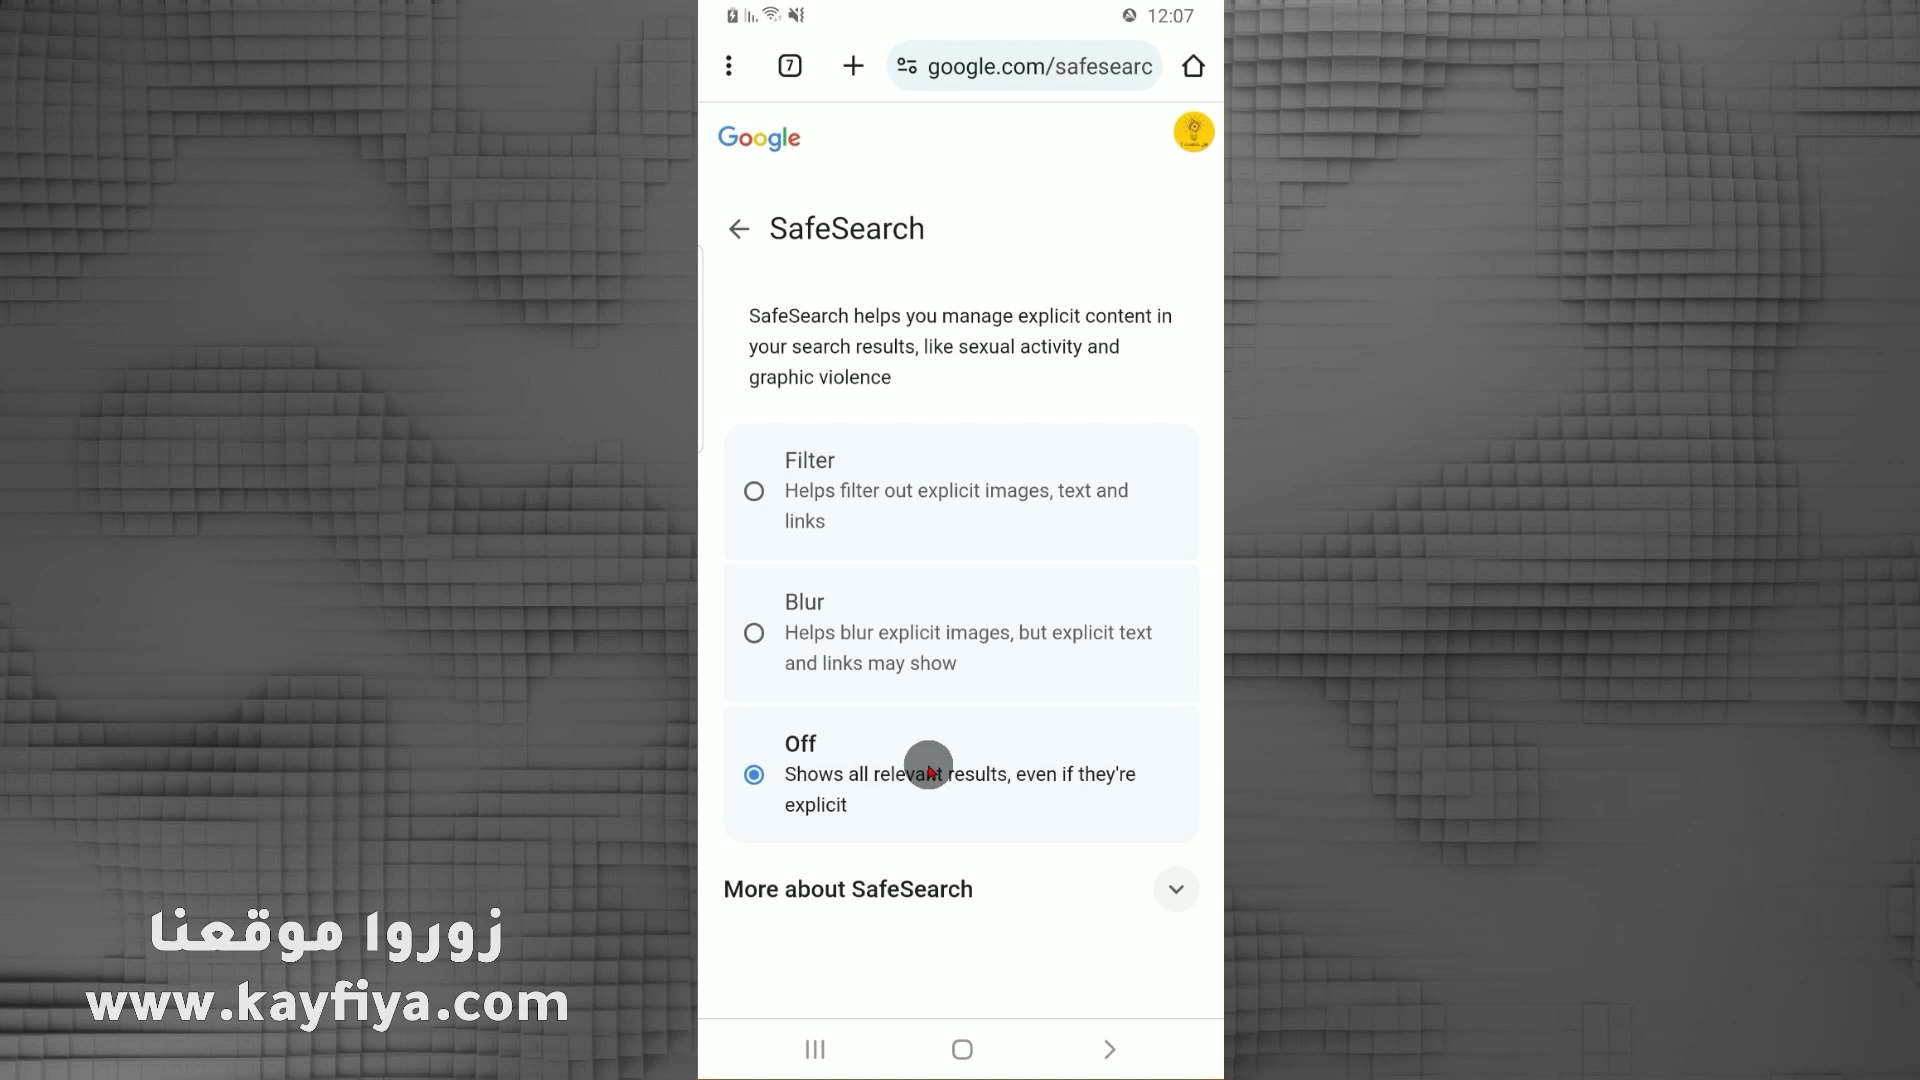 12:07
7
google.com/safesearc
Google
SafeSearch
SafeSearch helps you manage explicit content in
your search results, like sexual activity and
graphic violence
Filter
Helps filter out explicit images, text and
links
Blur
Helps blur explicit images, but explicit text
and links may show
Off
Shows all relevant results, even if they're
explicit
More about SafeSearch
زوروا موقعنا
www.kayfiya.com